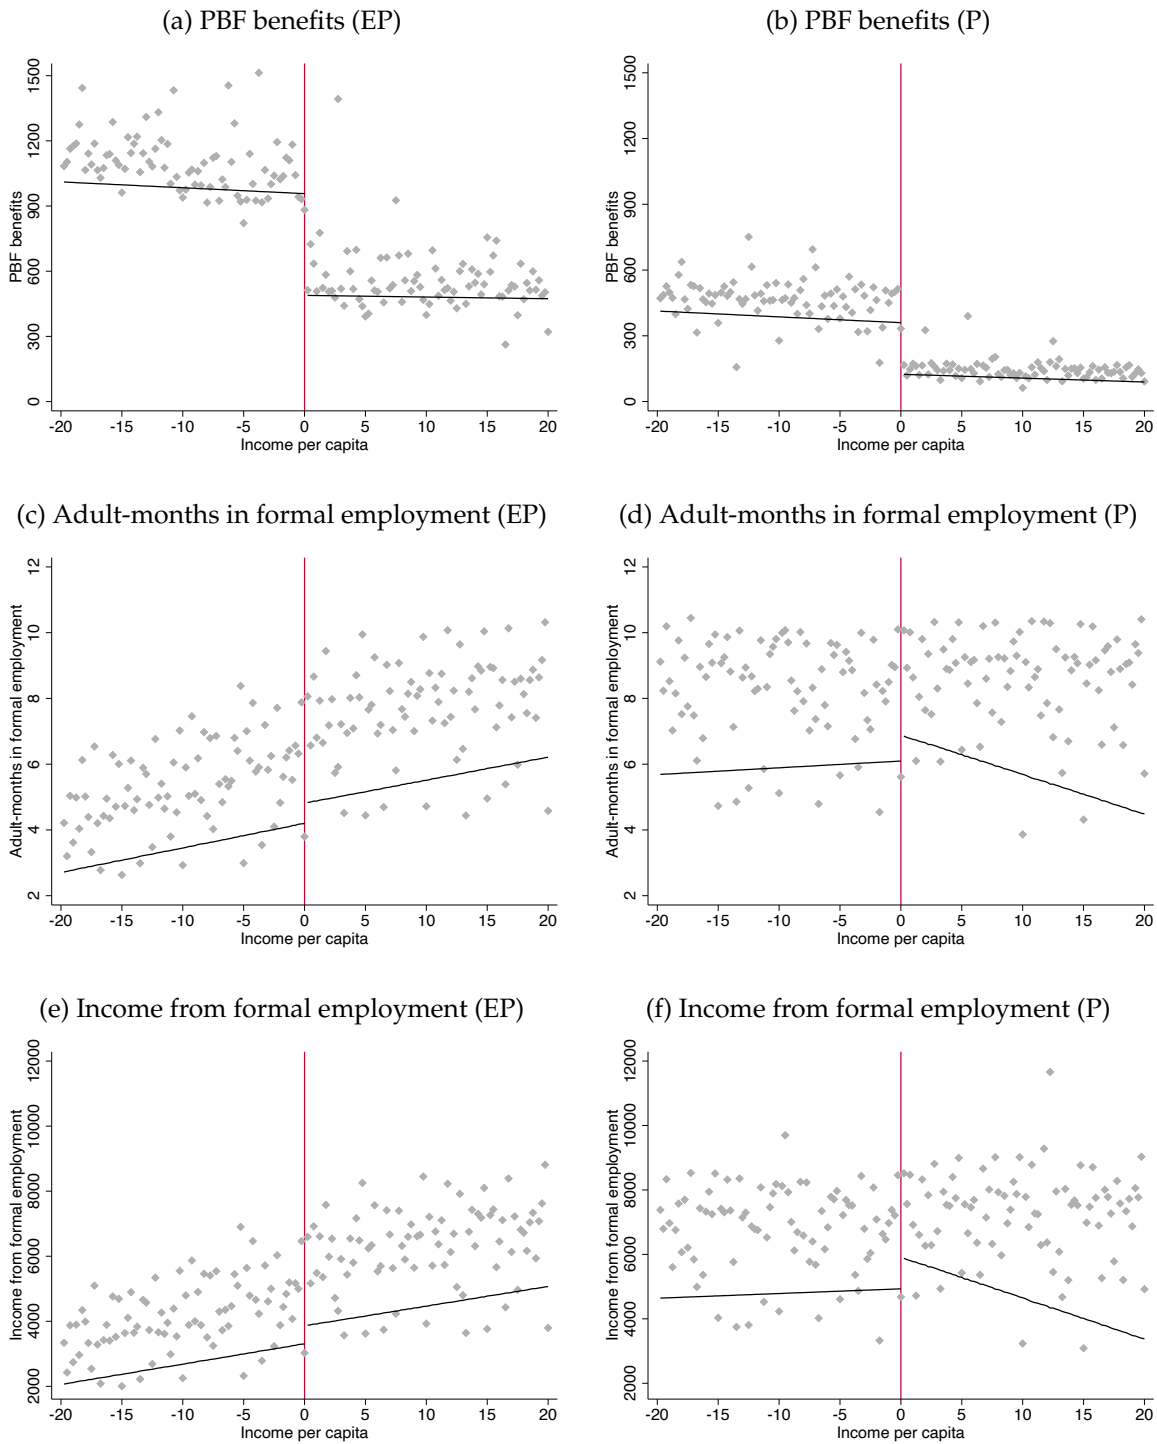 (a) PBF benefits (EP)
PBF benefits
1500
1200
900
600
300
0
-20 -15 -10 -5 0 5 10 15 20
Income per capita
(b) PBF benefits (P)
PBF benefits
1500
1200
900
600
300
0
-20 -15 -10 -5 0 5 10 15 20
Income per capita
(c) Adult-months in formal employment (EP)
Adult-months in formal employment
12
10
8
6
4
2
-20 -15 -10 -5 0 5 10 15 20
Income per capita
(d) Adult-months in formal employment (P)
Adult-months in formal employment
12
10
8
6
4
2
-20 -15 -10 -5 0 5 10 15 20
Income per capita
(e) Income from formal employment (EP)
Income from formal employment
12000
10000
8000
6000
4000
2000
-20 -15 -10 -5 0 5 10 15 20
Income per capita
(f) Income from formal employment (P)
Income from formal employment
12000
10000
8000
6000
4000
2000
-20 -15 -10 -5 0 5 10 15 20
Income per capita